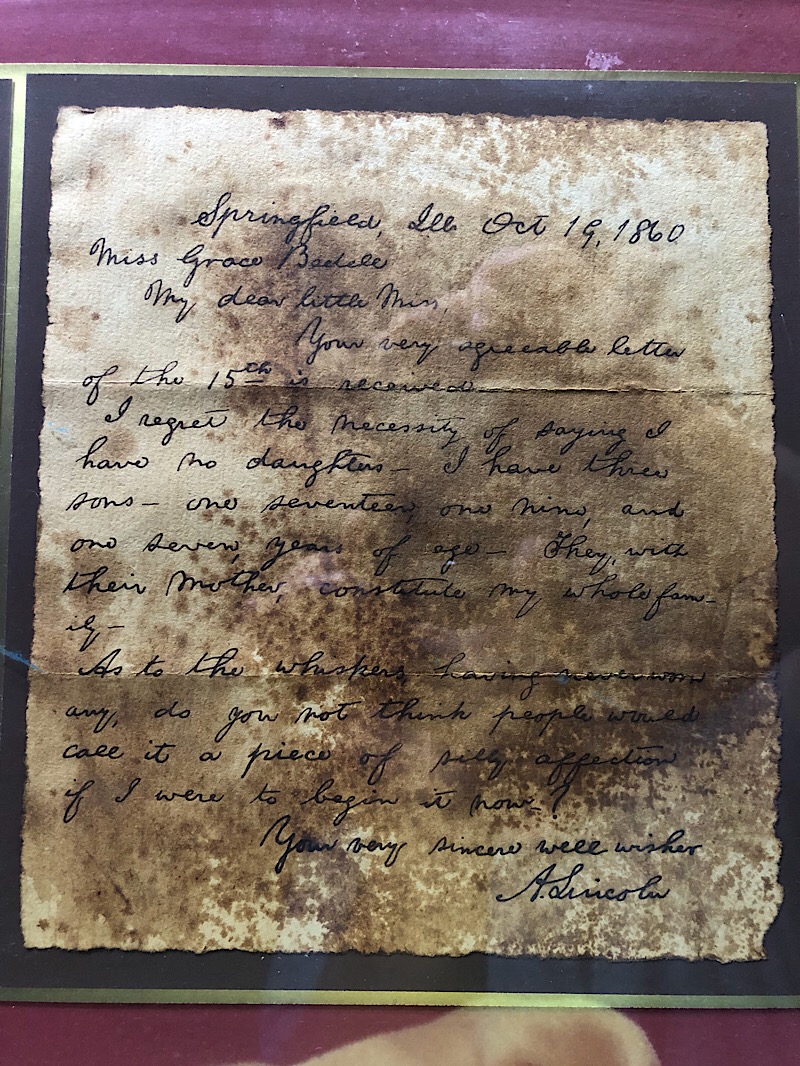 Springfield, Ill. Oct 19, 1860
Miss Grace Bedell
My dear little Miss,
Your very agreeable letter
of the 15th is received
I regret the necessity of saying I
have no daughters — I have three
sons — one seventeen, one nine, and
one seven, years of age — They, with
their Mother, constitute my whole fam-
ily —
As to the whiskers, having never worn
any, do you not think people would
call it a piece of silly affection
if I were to begin it now — ?
Your very sincere well wisher
A. Lincoln